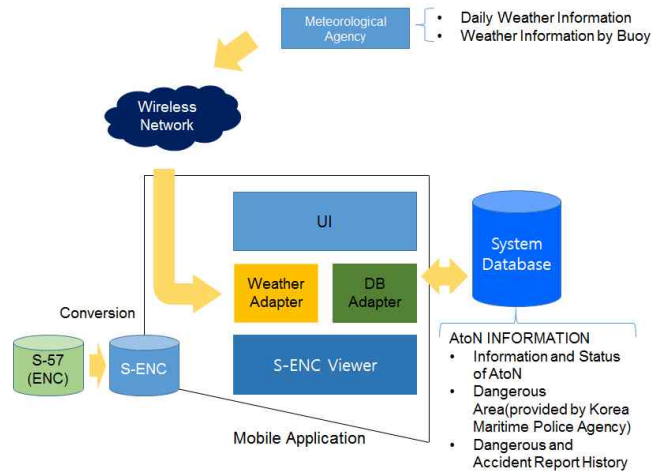 Meteorological
Agency
• Daily Weather Information
• Weather Information by Buoy
Wireless
Network
UI
Weather
Adapter
DB
Adapter
System
Database
Conversion
S-57
(ENC)
S-ENC
S-ENC Viewer
Mobile Application
AtoN INFORMATION
• Information and Status
of AtoN
• Dangerous
Area(provided by Korea
Maritime Police Agency)
• Dangerous and
Accident Report History